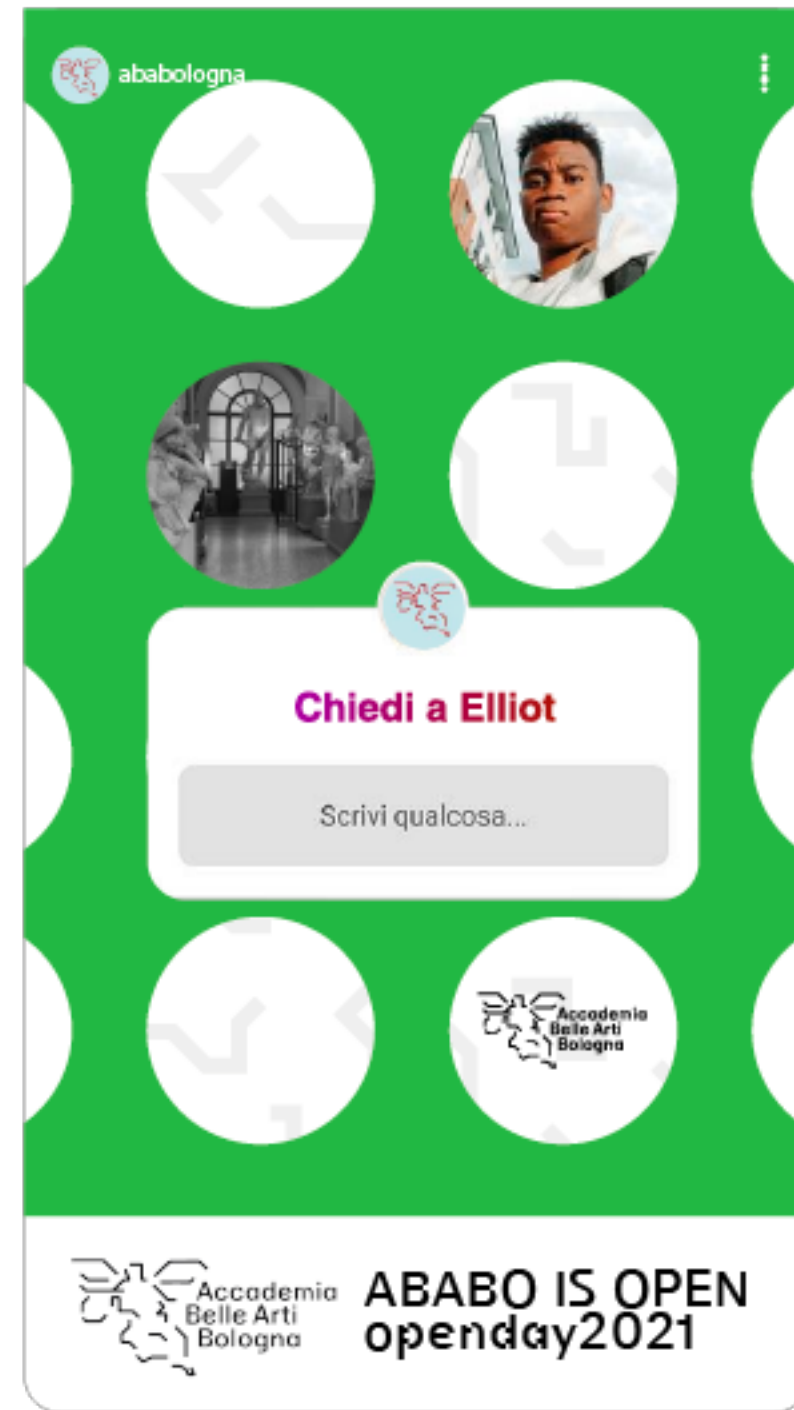 ababologna
Chiedi a Elliot
Scrivi qualcosa...
Accademia
Belle Arti
Bologna
Accademia
Belle Arti
Bologna
ABABO IS OPEN
openday2021